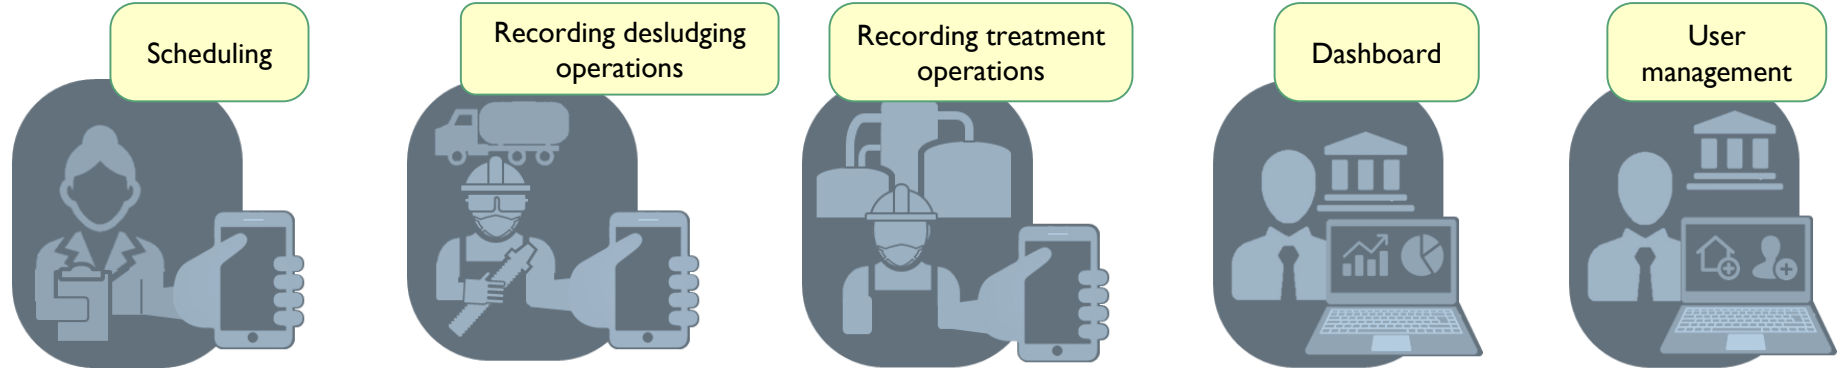 Scheduling
Recording desludging
operations
Recording treatment
operations
Dashboard
User
management